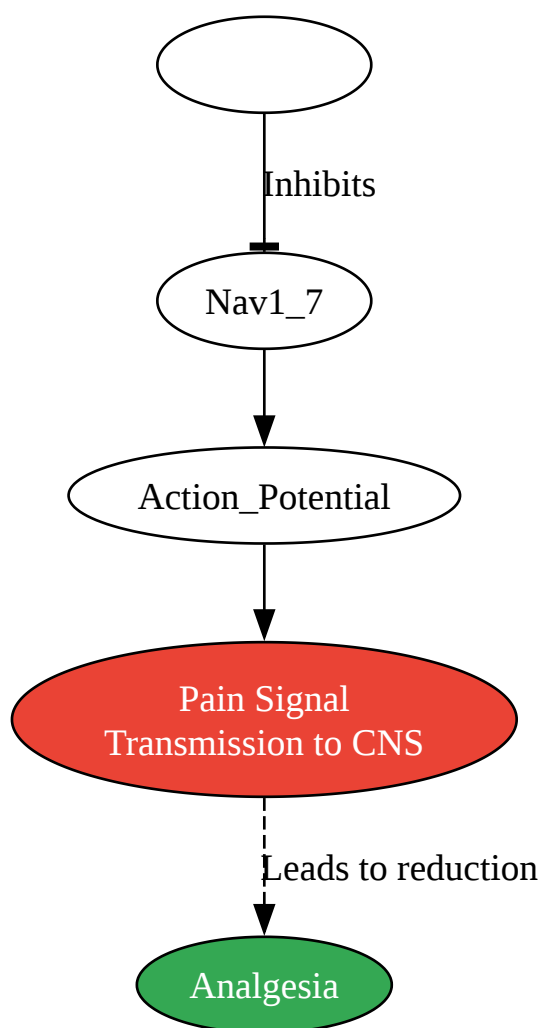 Inhibits
Nav1_7
Action_Potential
Pain Signal
Transmission to CNS
Leads to reduction
Analgesia